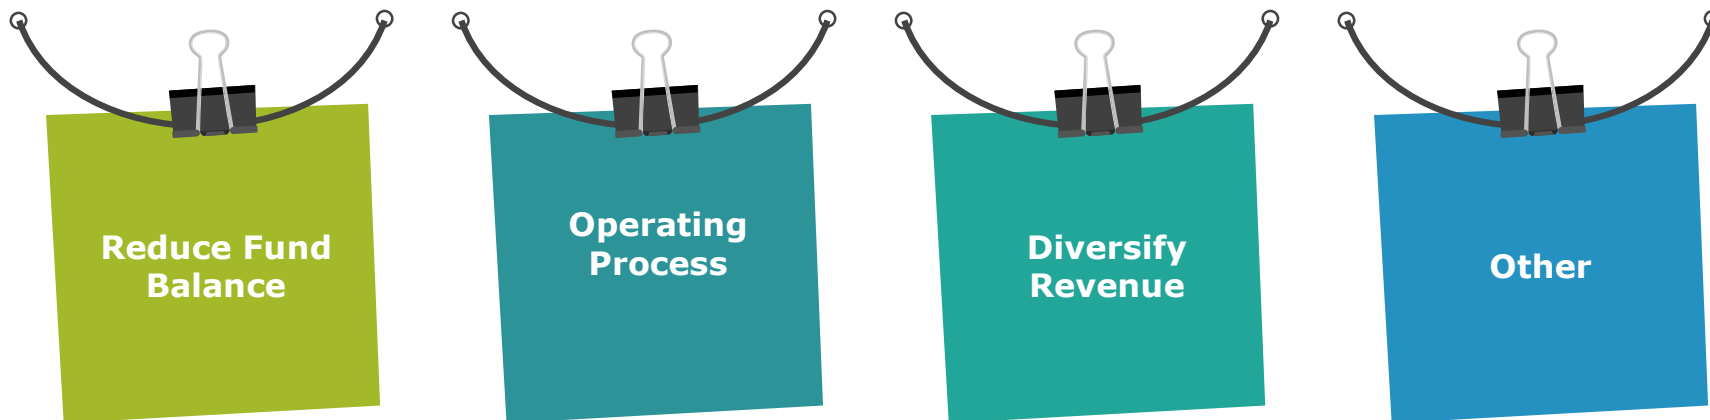 Reduce Fund
Balance
Operating
Process
Diversify
Revenue
Other